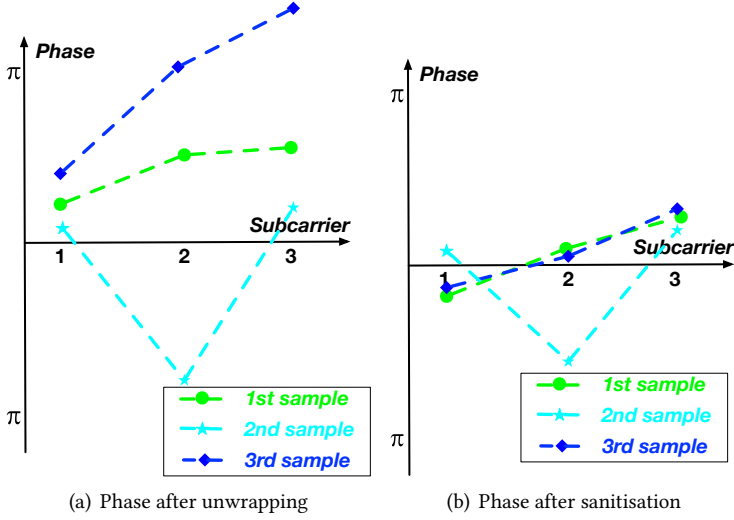 Phase
π
Subcarrier
1 2 3
π
1st sample
2nd sample
3rd sample
(a) Phase after unwrapping
Phase
π
Subcarrier
1 2 3
π
1st sample
2nd sample
3rd sample
(b) Phase after sanitisation